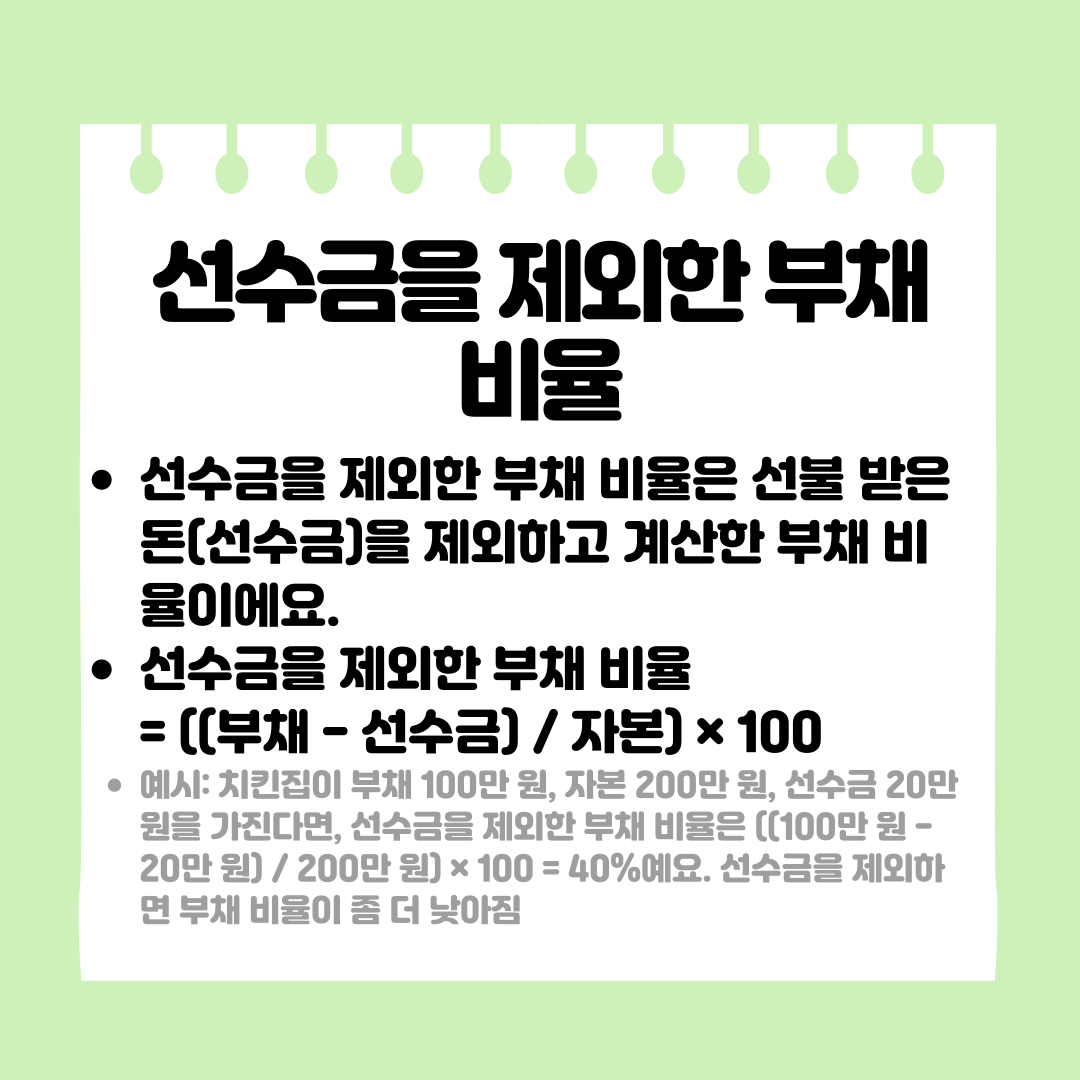 선수금을 제외한 부채
비율
• 선수금을 제외한 부채 비율은 선불 받은
돈(선수금)을 제외하고 계산한 부채 비
율이에요.
• 선수금을 제외한 부채 비율
= ((부채 - 선수금) / 자본) × 100
• 예시: 치킨집이 부채 100만 원, 자본 200만 원, 선수금 20만
원을 가진다면, 선수금을 제외한 부채 비율은 ((100만 원 -
20만 원) / 200만 원) × 100 = 40%예요. 선수금을 제외하
면 부채 비율이 좀 더 낮아짐